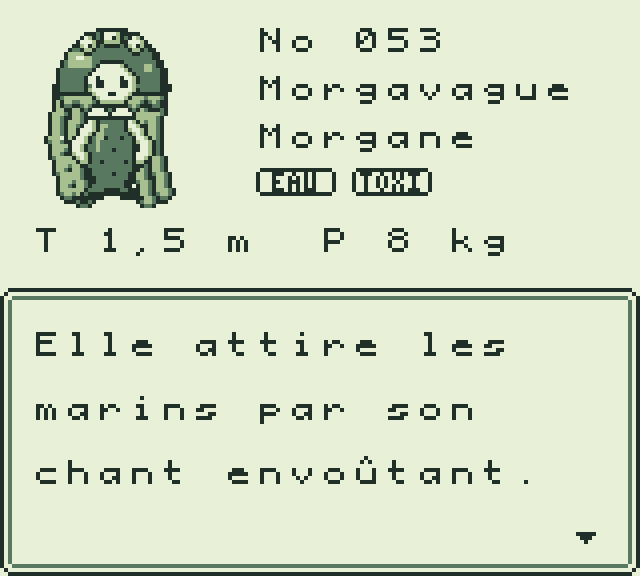 No 053
Morgavague
Morgane
EAU TOXI
T 1,5 m P 8 kg
Elle attire les
marins par son
chant envoûtant.